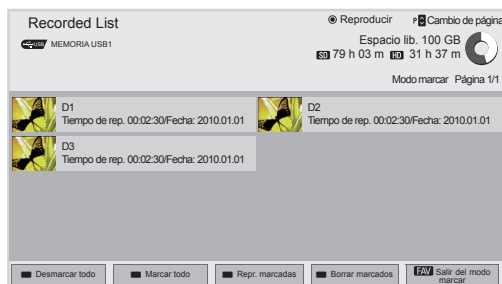 Recorded List
Reproducir
P Cambio de página
USB MEMORIA USB1
Espacio lib. 100 GB
SD 79 h 03 m HD 31 h 37 m
Modo marcar Página 1/1
D1
Tiempo de rep. 00:02:30/Fecha: 2010.01.01
D2
Tiempo de rep. 00:02:30/Fecha: 2010.01.01
D3
Tiempo de rep. 00:02:30/Fecha: 2010.01.01
Desmarcar todo
Marcar todo
Repr. marcadas
Borrar marcados
FAV Salir del modo
marcar